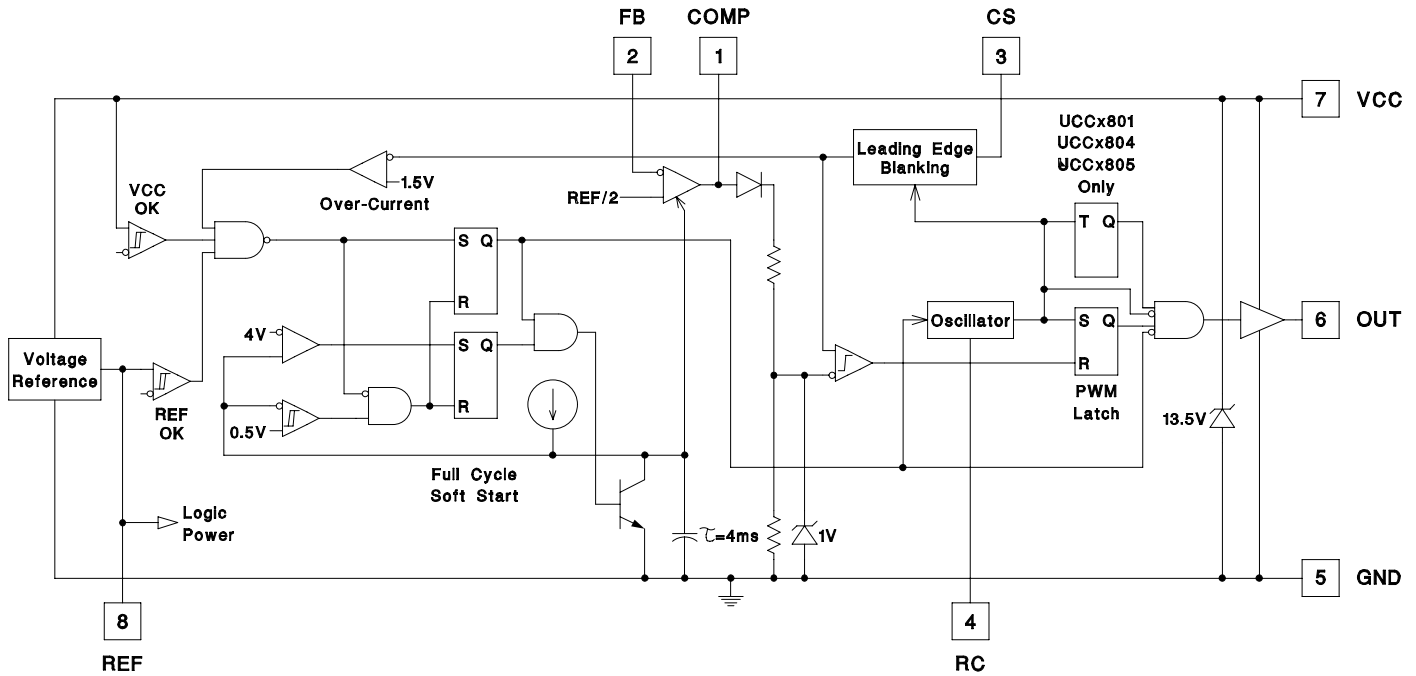 FB COMP CS
2 1 3
7 VCC
UCCx801
UCCx804
UCCx805
Only
Leading Edge
Blanking
1.5V
Over-Current
VCC
OK
REF/2
S Q
R
T Q
4V
S Q
R
Oscillator
S Q
R
6 OUT
Voltage
Reference
REF
OK
0.5V
PWM
Latch
13.5V
Full Cycle
Soft Start
Logic
Power
τ=4ms
1V
5 GND
8
REF
4
RC